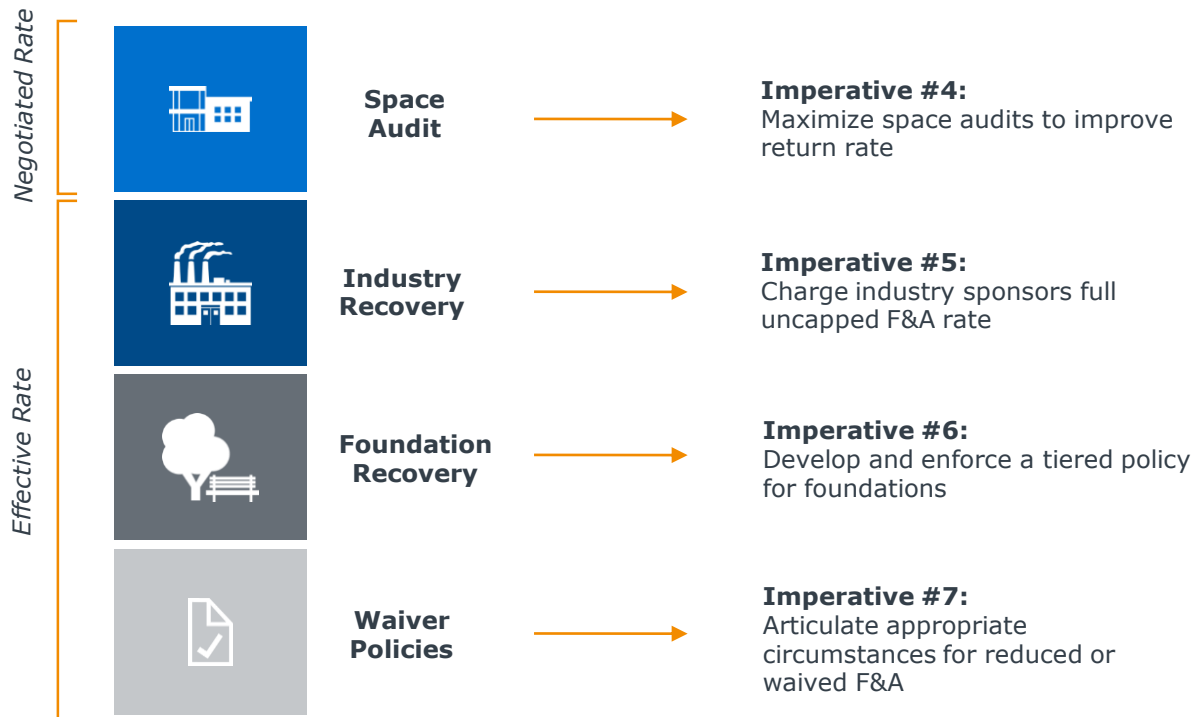 Negotiated Rate
Space
Audit
Imperative #4:
Maximize space audits to improve
return rate
Effective Rate
Industry
Recovery
Imperative #5:
Charge industry sponsors full
uncapped F&A rate
Foundation
Recovery
Imperative #6:
Develop and enforce a tiered policy
for foundations
Waiver
Policies
Imperative #7:
Articulate appropriate
circumstances for reduced or
waived F&A